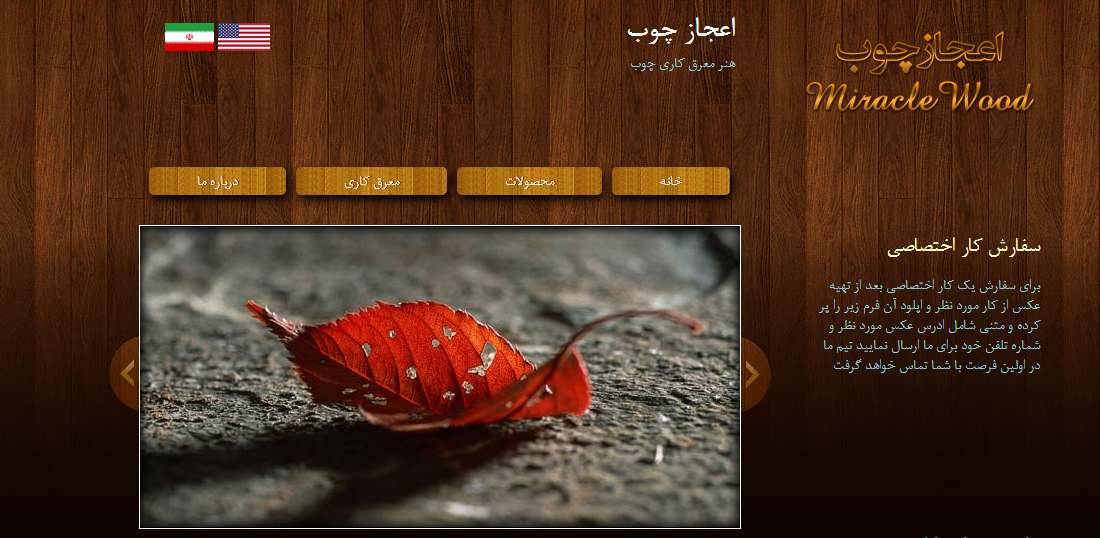 اعجاز چوب
Miracle Wood
اعجاز چوب
هنر معرق کاری چوب
خانه
محصولات
معرق کاری
درباره ما
سفارش کار اختصاصی
برای سفارش یک کار اختصاصی بعد از تهیه
عکس از کار مورد نظر و اپلود آن فرم زیر را پر
کرده و متنی شامل ادرس عکس مورد نظر و
شماره تلفن خود برای ما ارسال نمایید تیم ما
در اولین فرصت با شما تماس خواهد گرفت